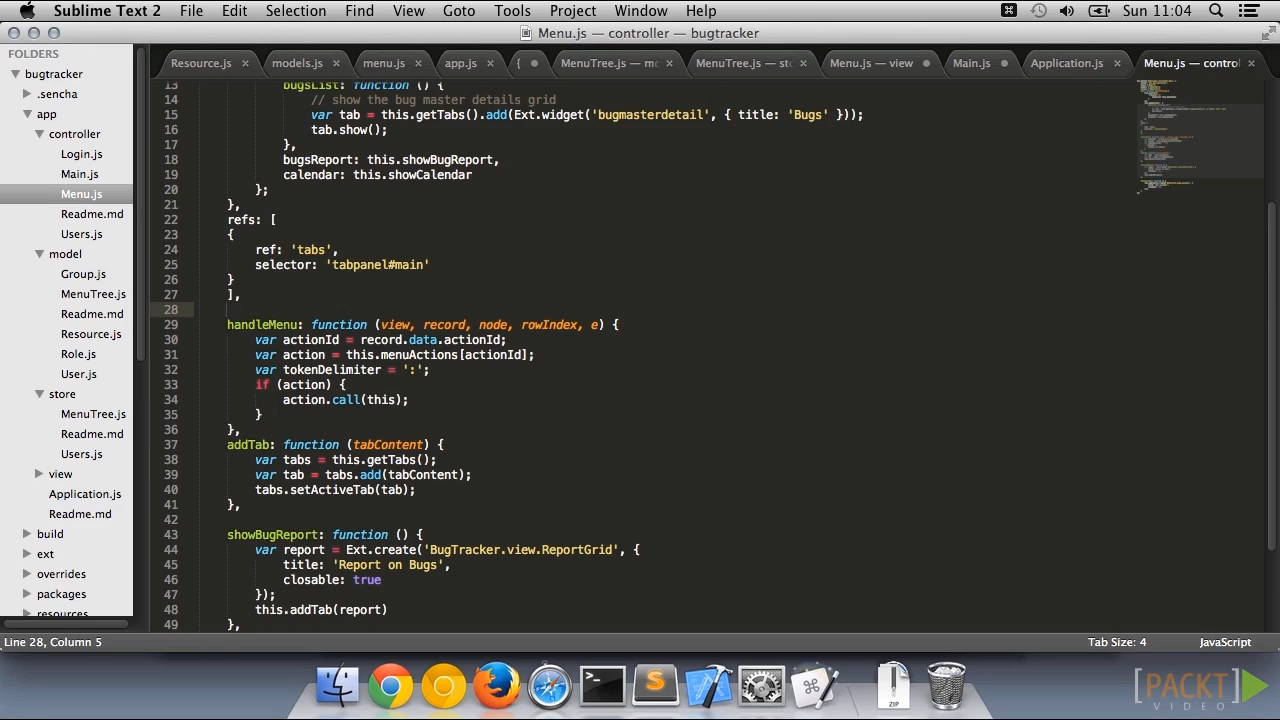 Sublime Text 2 File Edit Selection Find View Goto Tools Project Window Help Sun 11:04
Menu.js — controller — bugtracker
FOLDERS
bugtracker
.sencha
app
controller
Login.js
Main.js
Menu.js
Readme.md
Users.js
model
Group.js
MenuTree.js
Readme.md
Resource.js
Role.js
User.js
store
MenuTree.js
Readme.md
Users.js
view
Application.js
Readme.md
build
ext
overrides
packages
resources
Resource.js × models.js × menu.js × app.js × { MenuTree.js — mo × MenuTree.js — sto × Menu.js — view Main.js Application.js × Menu.js — contro ×
13 bugsList: function () {
14 // show the bug master details grid
15 var tab = this.getTabs().add(Ext.widget('bugmasterdetail', { title: 'Bugs' }));
16 tab.show();
17 },
18 bugsReport: this.showBugReport,
19 calendar: this.showCalendar
20 };
21 },
22 refs: [
23 {
24 ref: 'tabs',
25 selector: 'tabpanel#main'
26 }
27 ],
28
29 handleMenu: function (view, record, node, rowIndex, e) {
30 var actionId = record.data.actionId;
31 var action = this.menuActions[actionId];
32 var tokenDelimiter = ':';
33 if (action) {
34 action.call(this);
35 }
36 },
37 addTab: function (tabContent) {
38 var tabs = this.getTabs();
39 var tab = tabs.add(tabContent);
40 tabs.setActiveTab(tab);
41 },
42
43 showBugReport: function () {
44 var report = Ext.create('BugTracker.view.ReportGrid', {
45 title: 'Report on Bugs',
46 closable: true
47 });
48 this.addTab(report)
49 },
Line 28, Column 5 Tab Size: 4 JavaScript
ZIP
[PACKT]
VIDEO